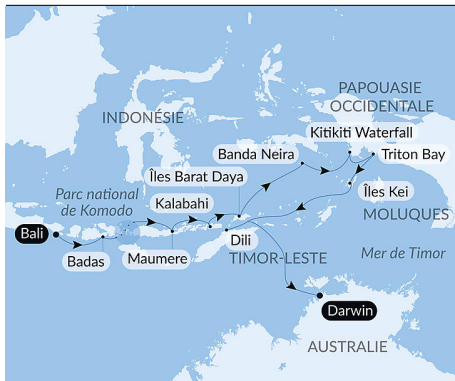 PAPOUASIE
OCCIDENTALE
INDONÉSIE
Kitikiti Waterfall
Banda Neira
Triton Bay
Îles Barat Daya
Parc national
de Komodo
Kalabahi
Îles Kei
MOLUQUES
Bali
Dili
Badas
Maumere
TIMOR-LESTE
Mer de Timor
Darwin
AUSTRALIE